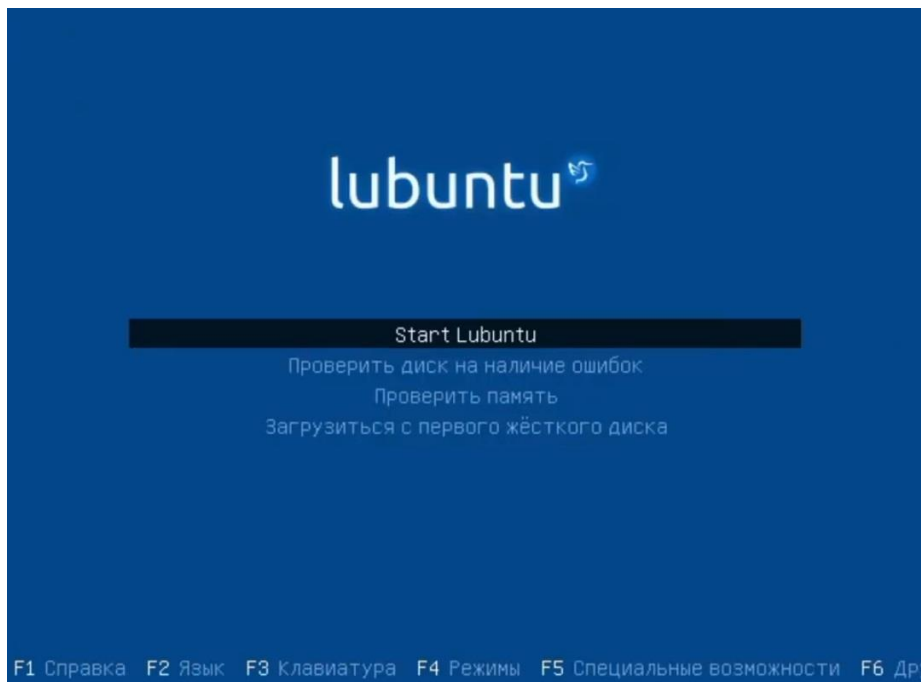 lubuntu
Start Lubuntu
Проверить диск на наличие ошибок
Проверить память
Загрузиться с первого жёсткого диска
F1 Справка F2 Язык F3 Клавиатура F4 Режимы F5 Специальные возможности F6